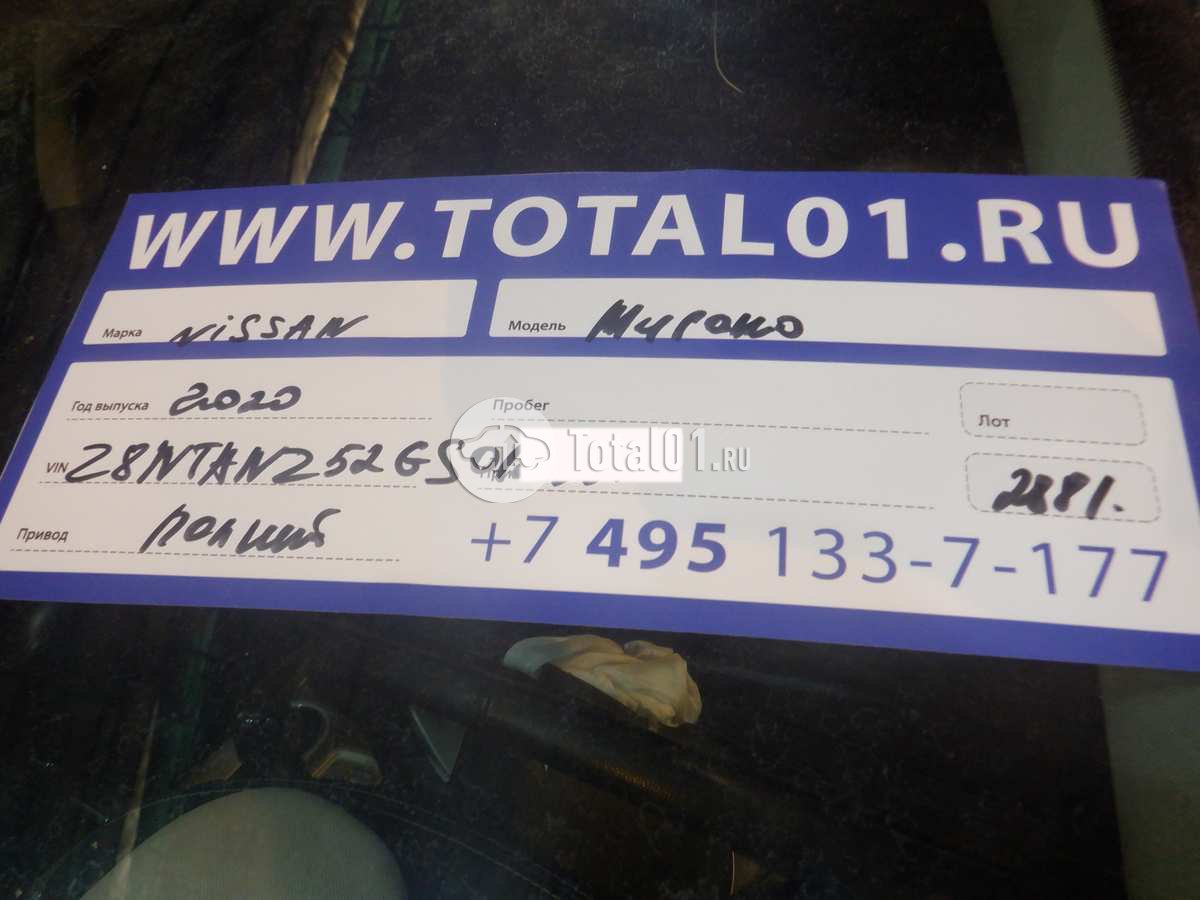 WWW.TOTAL01.RU
Марка NISSAN Модель Мурано
Год выпуска 2020 Пробег Лот
VIN Z8NTANZ52GS0 Total01.RU 2881.
Привод полный +7 495 133-7-177